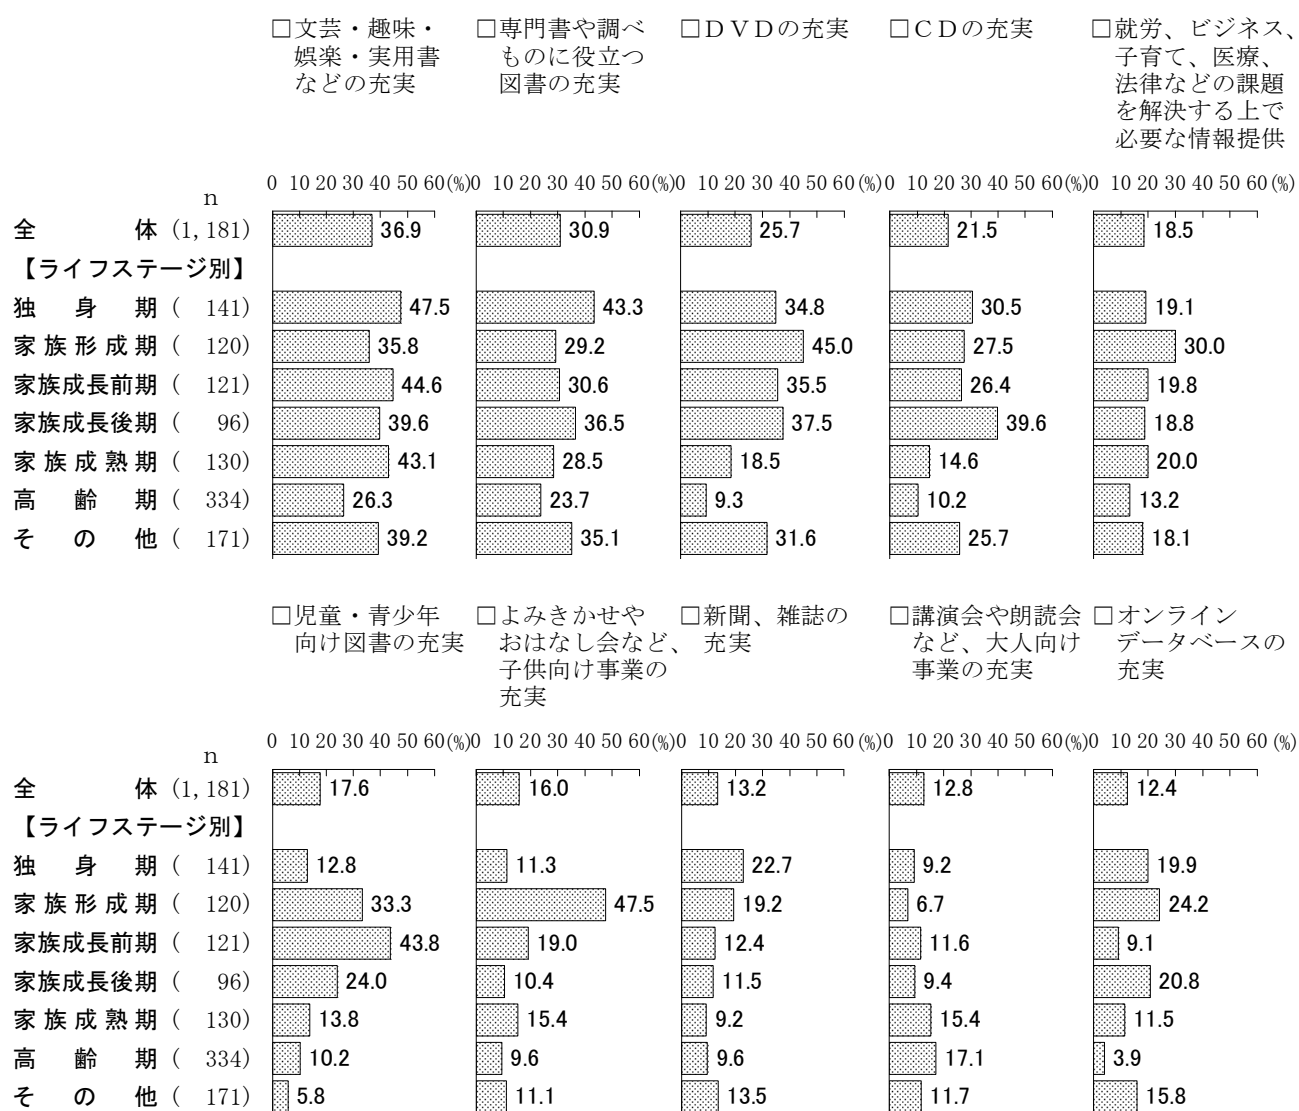 □文芸・趣味・ □専門書や調べ □ＤＶＤの充実 □ＣＤの充実 □就労、ビジネス、
娯楽・実用書 ものに役立つ 子育て、医療、
などの充実 図書の充実 法律などの課題
を解決する上で
必要な情報提供
0 10 20 30 40 50 60(%)0 10 20 30 40 50 60(%)0 10 20 30 40 50 60(%)0 10 20 30 40 50 60(%)0 10 20 30 40 50 60(%)
n
全体(1,181) 36.9 30.9 25.7 21.5 18.5
【ライフステージ別】
独身期( 141) 47.5 43.3 34.8 30.5 19.1
家族形成期( 120) 35.8 29.2 45.0 27.5 30.0
家族成長前期( 121) 44.6 30.6 35.5 26.4 19.8
家族成長後期( 96) 39.6 36.5 37.5 39.6 18.8
家族成熟期( 130) 43.1 28.5 18.5 14.6 20.0
高齢期( 334) 26.3 23.7 9.3 10.2 13.2
その他( 171) 39.2 35.1 31.6 25.7 18.1
□児童・青少年 □よみきかせや □新聞、雑誌の □講演会や朗読会 □オンライン
向け図書の充実 おはなし会など、 充実 など、大人向け データベースの
子供向け事業の 事業の充実 充実
充実
0 10 20 30 40 50 60(%)0 10 20 30 40 50 60(%)0 10 20 30 40 50 60(%)0 10 20 30 40 50 60(%)0 10 20 30 40 50 60(%)
n
全体(1,181) 17.6 16.0 13.2 12.8 12.4
【ライフステージ別】
独身期( 141) 12.8 11.3 22.7 9.2 19.9
家族形成期( 120) 33.3 47.5 19.2 6.7 24.2
家族成長前期( 121) 43.8 19.0 12.4 11.6 9.1
家族成長後期( 96) 24.0 10.4 11.5 9.4 20.8
家族成熟期( 130) 13.8 15.4 9.2 15.4 11.5
高齢期( 334) 10.2 9.6 9.6 17.1 3.9
その他( 171) 5.8 11.1 13.5 11.7 15.8